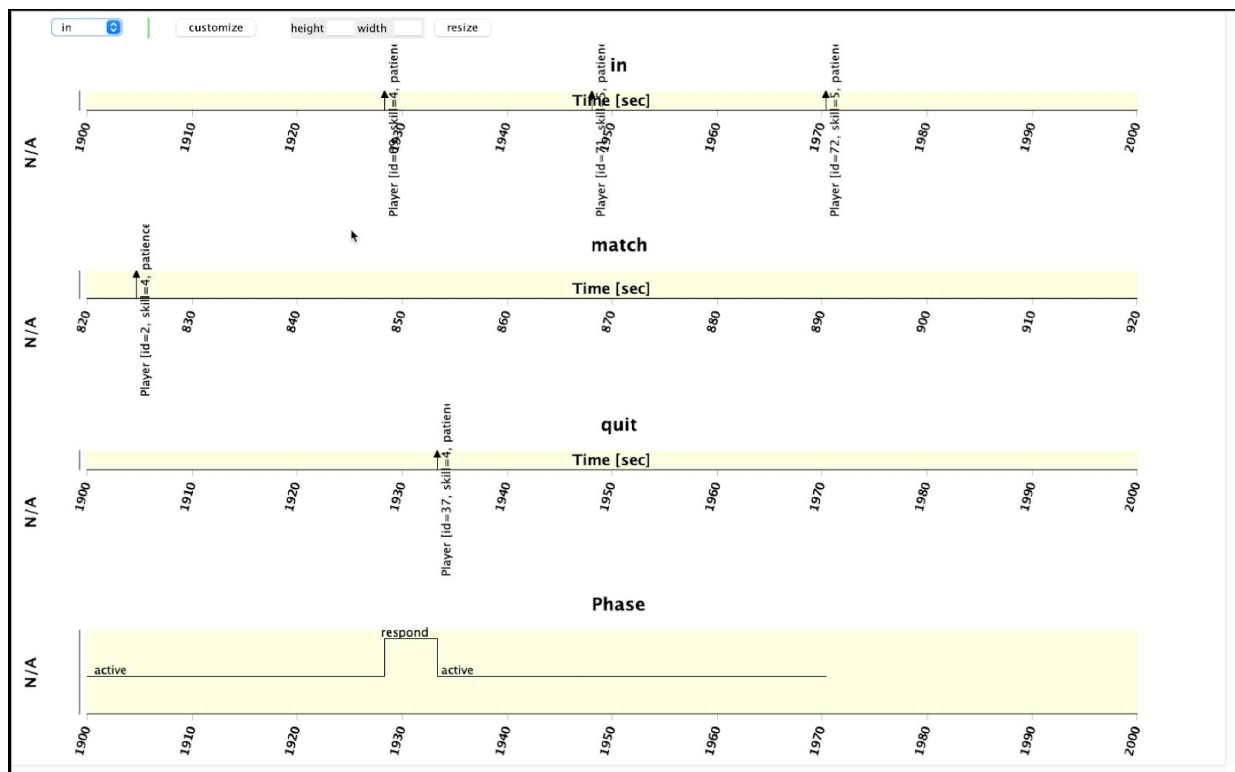 in customize height width resize
in
Player [id=69, skill=4, patien
Player [id=71, skill=5, patien
Player [id=72, skill=5, patien
Time [sec]
N/A
1900 1910 1920 1930 1940 1950 1960 1970 1980 1990 2000
match
Player [id=2, skill=4, patience
Time [sec]
N/A
820 830 840 850 860 870 880 890 900 910 920
quit
Player [id=37, skill=4, patien
Time [sec]
N/A
1900 1910 1920 1930 1940 1950 1960 1970 1980 1990 2000
Phase
respond
active active
N/A
1900 1910 1920 1930 1940 1950 1960 1970 1980 1990 2000